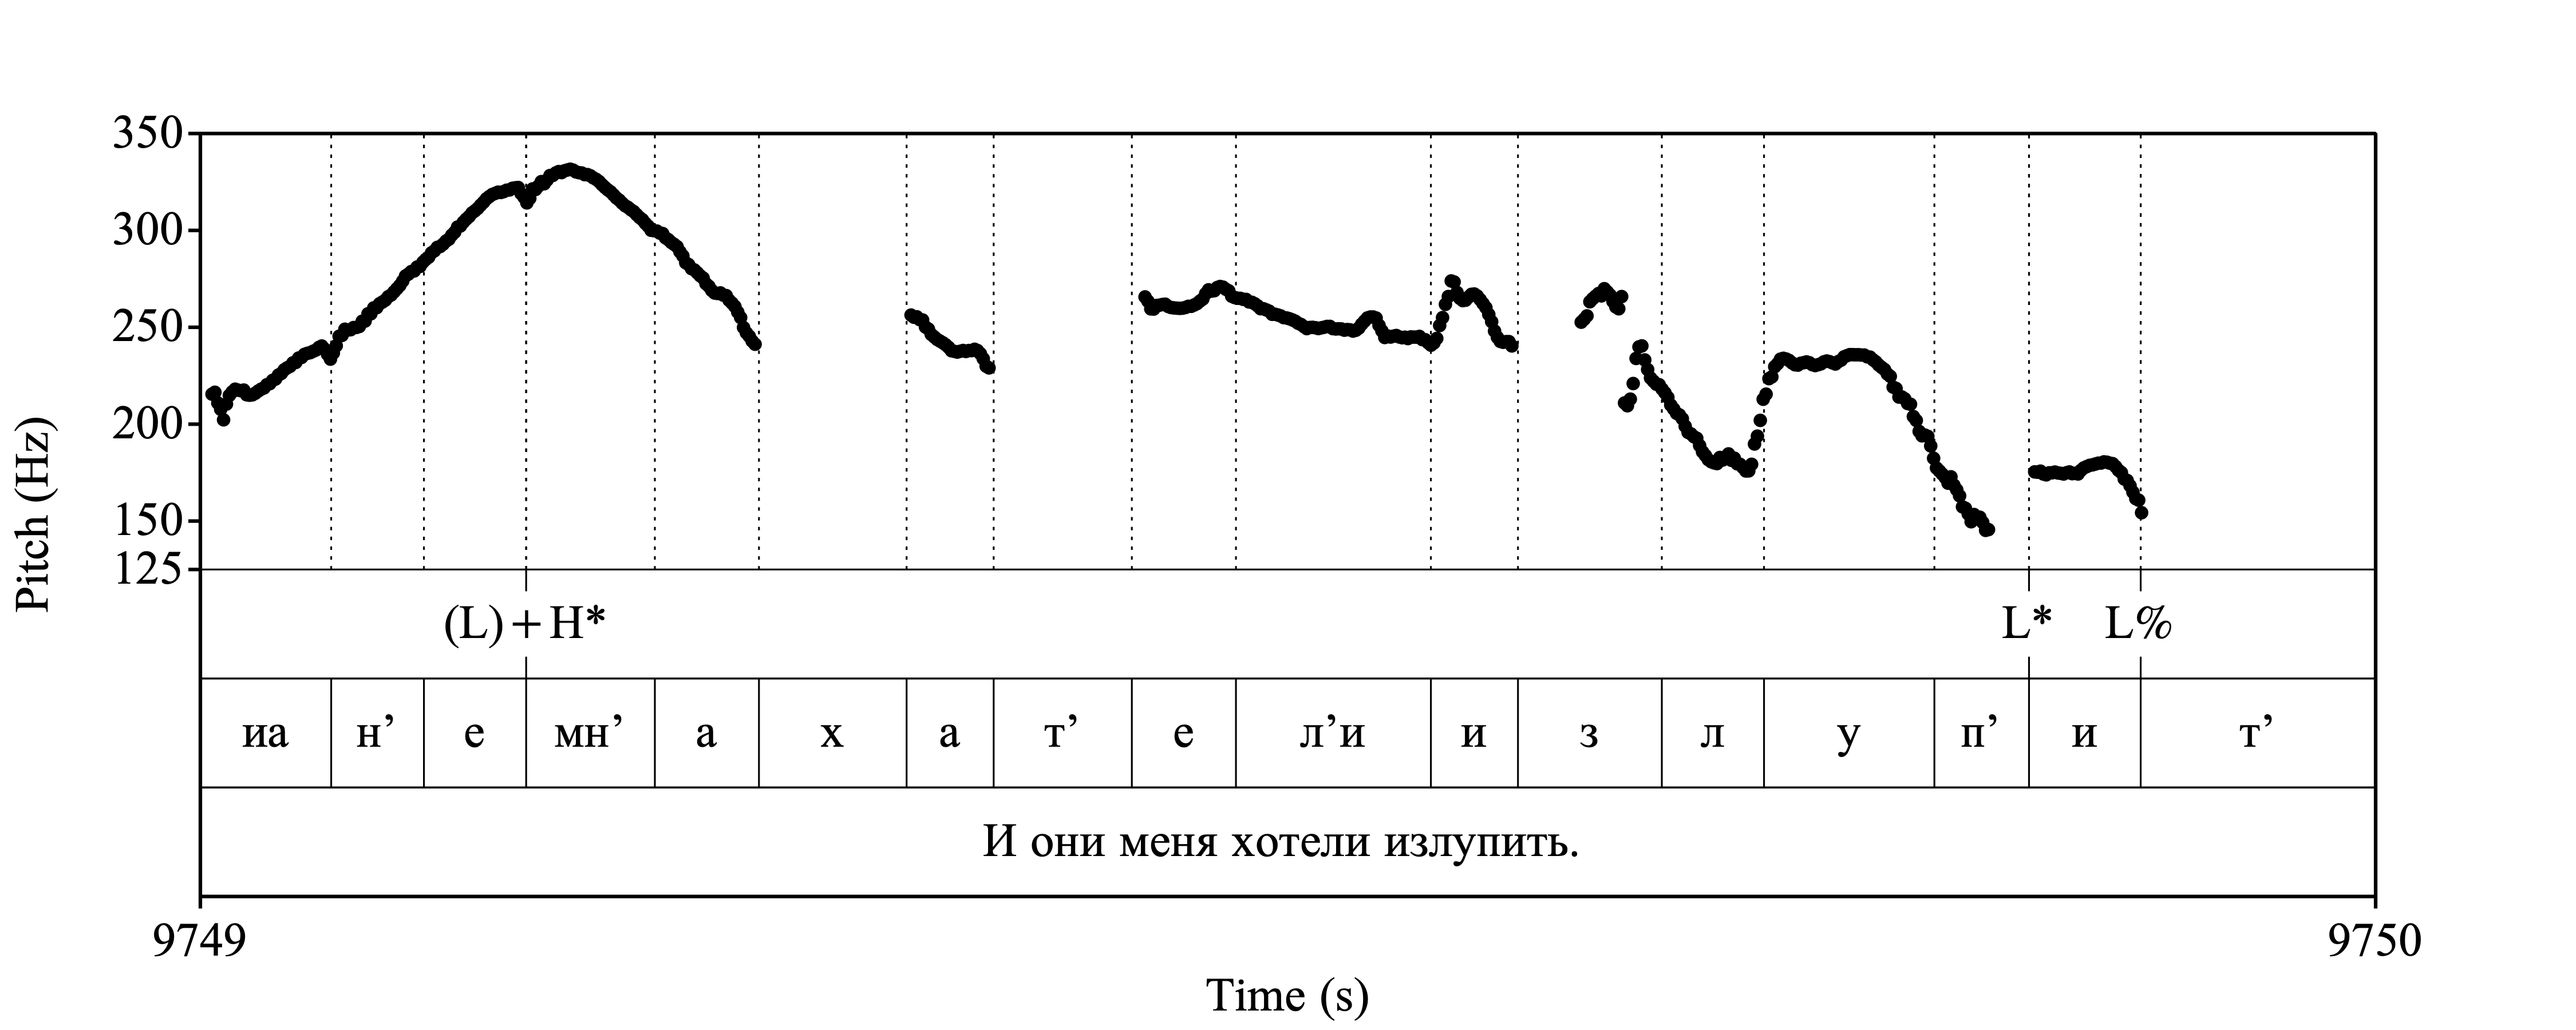 350
300
250
200
150
125
Pitch (Hz)
(L)+H* L* L%
иа н’ е мн’ а х а т’ е л’и и з л у п’ и т’
И они меня хотели излупить.
9749 9750
Time (s)